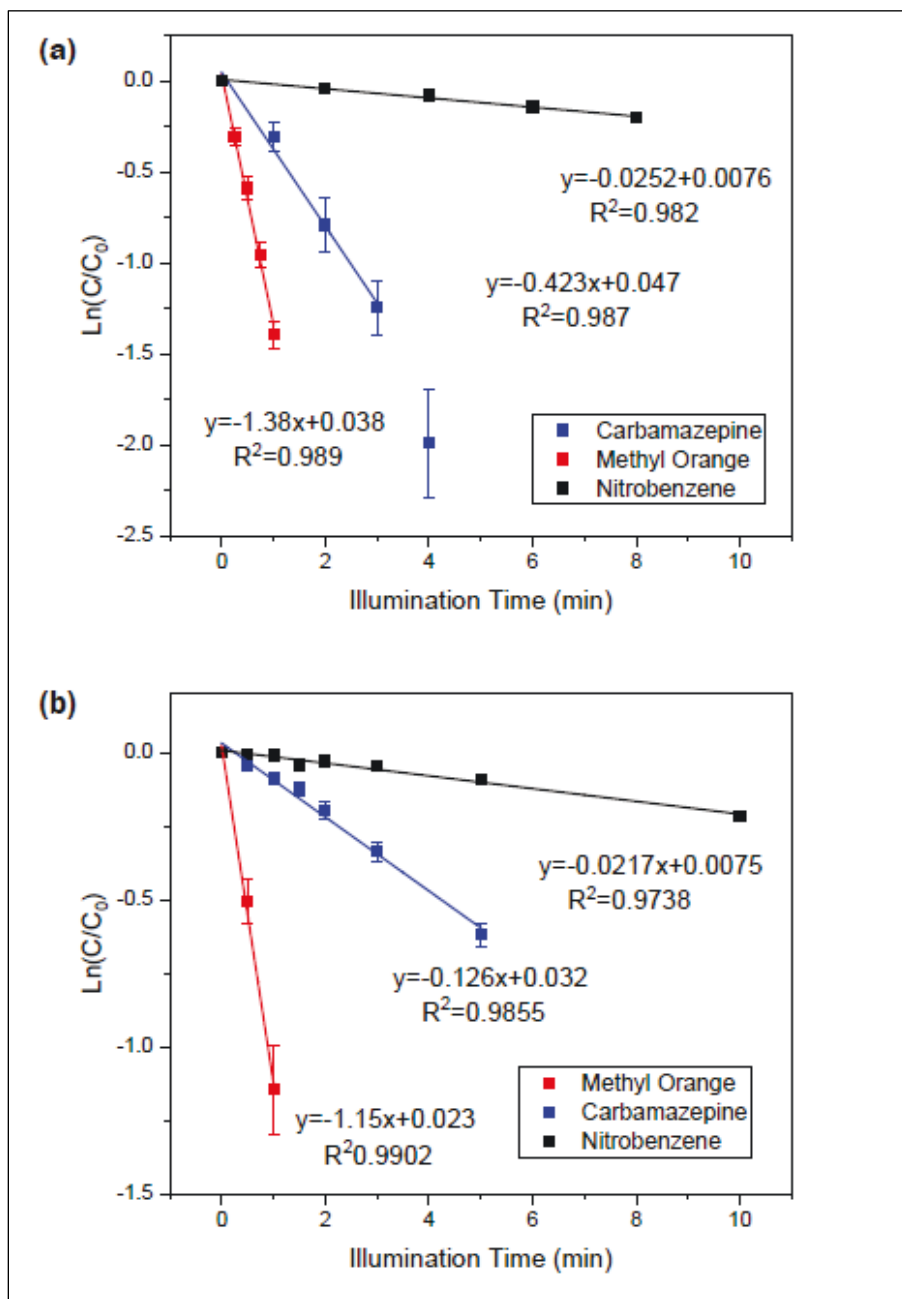 (a)
0.0
-0.5
-1.0
-1.5
-2.0
-2.5
Ln(C/C₀)
y=-0.0252+0.0076
R²=0.982
y=-0.423x+0.047
R²=0.987
y=-1.38x+0.038
R²=0.989
Carbamazepine
Methyl Orange
Nitrobenzene
0 2 4 6 8 10
Illumination Time (min)
(b)
0.0
-0.5
-1.0
-1.5
Ln(C/C₀)
y=-0.0217x+0.0075
R²=0.9738
y=-0.126x+0.032
R²=0.9855
y=-1.15x+0.023
R²0.9902
Methyl Orange
Carbamazepine
Nitrobenzene
0 2 4 6 8 10
Illumination Time (min)